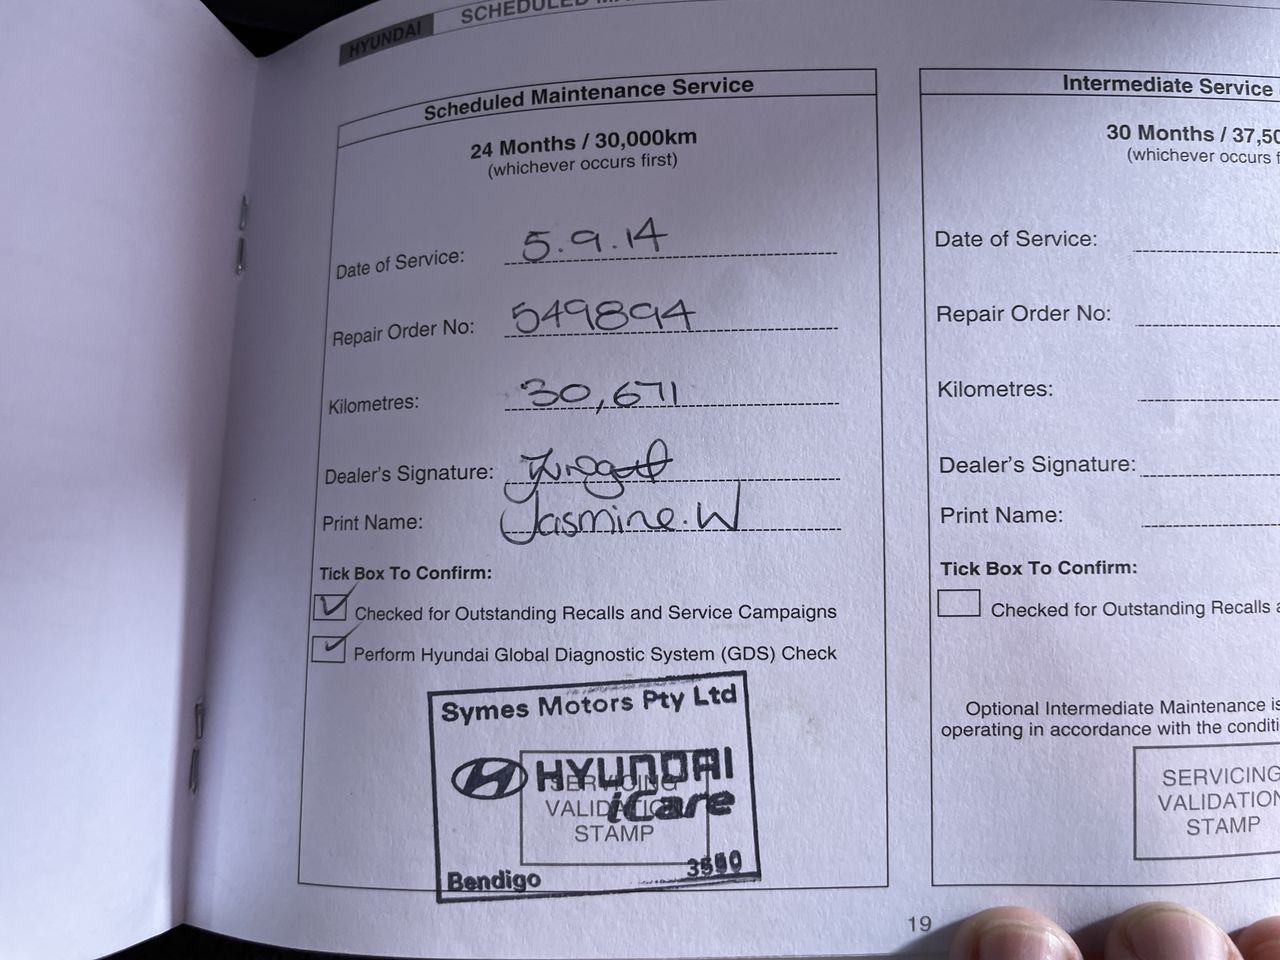 HYUNDAI
SCHEDULED
Scheduled Maintenance Service
24 Months / 30,000km
(whichever occurs first)
Date of Service: 5.9.14
Repair Order No: 549894
Kilometres: 30,671
Dealer's Signature:
Print Name: Jasmine.W
Tick Box To Confirm:
Checked for Outstanding Recalls and Service Campaigns
Perform Hyundai Global Diagnostic System (GDS) Check
Symes Motors Pty Ltd
HYUNDAI
iCare
SERVICING
VALIDATION
STAMP
Bendigo
Intermediate Service
30 Months / 37,50
(whichever occurs f
Date of Service:
Repair Order No:
Kilometres:
Dealer's Signature:
Print Name:
Tick Box To Confirm:
Checked for Outstanding Recalls a
Optional Intermediate Maintenance is
operating in accordance with the conditi
SERVICING
VALIDATION
STAMP
19